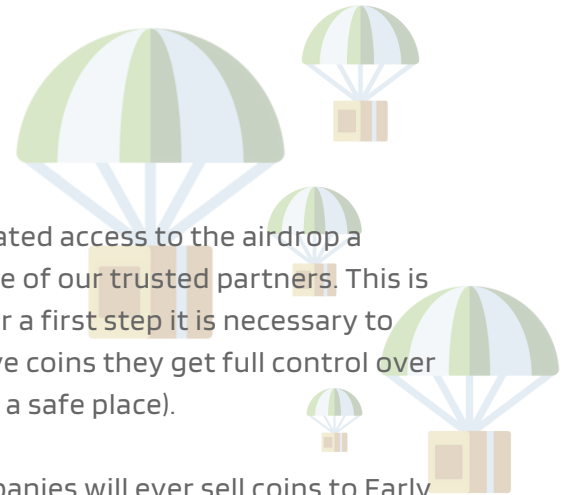 ated access to the airdrop a
e of our trusted partners. This is
r a first step it is necessary to
ve coins they get full control over
a safe place).
panies will ever sell coins to Early